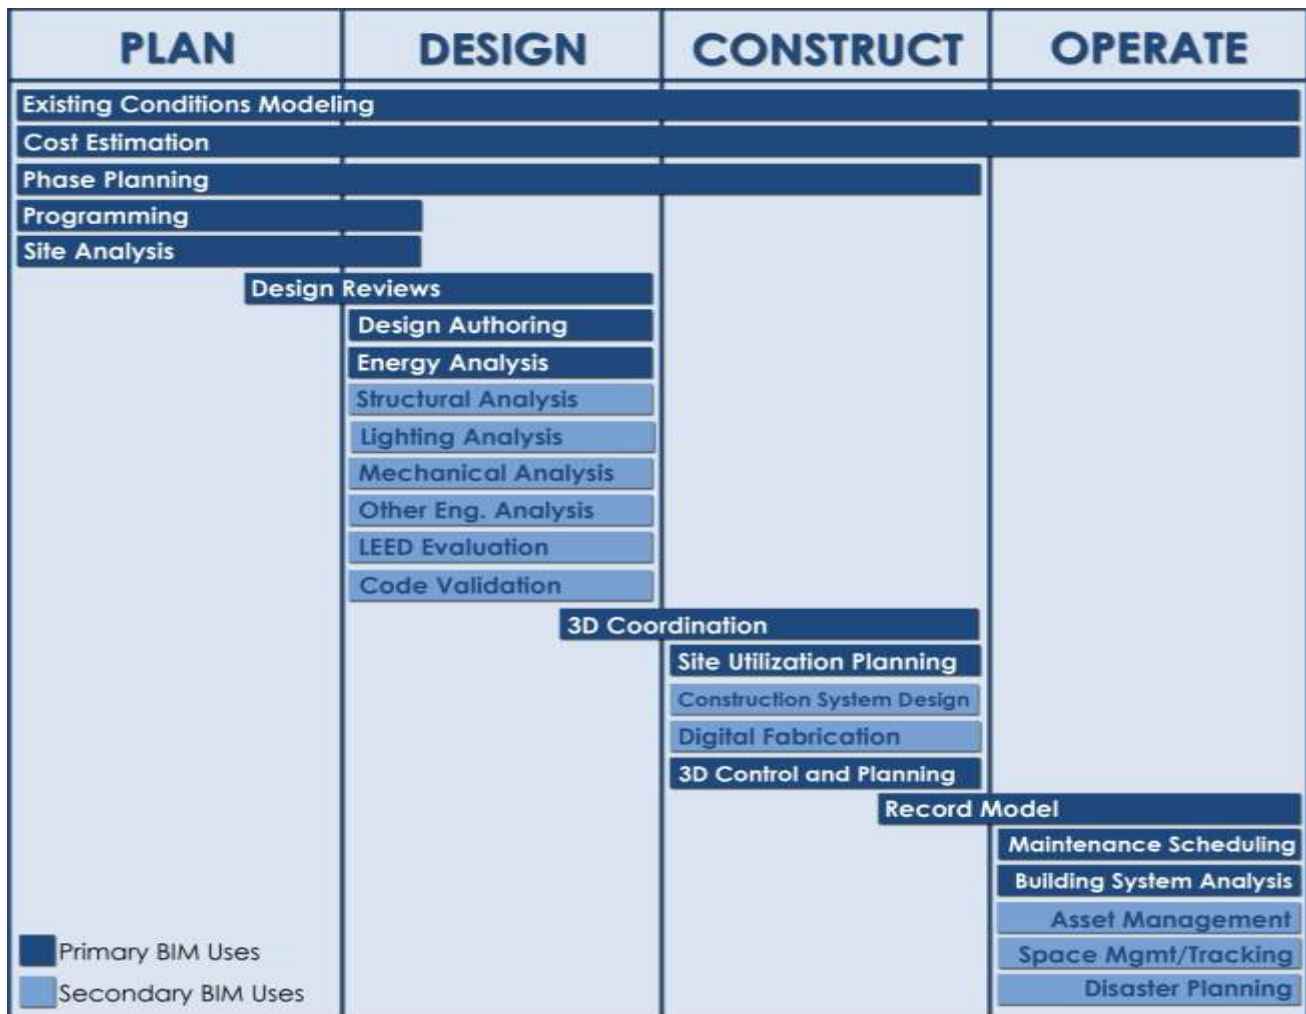 PLAN
DESIGN
CONSTRUCT
OPERATE
Existing Conditions Modeling
Cost Estimation
Phase Planning
Programming
Site Analysis
Design Reviews
Design Authoring
Energy Analysis
Structural Analysis
Lighting Analysis
Mechanical Analysis
Other Eng. Analysis
LEED Evaluation
Code Validation
3D Coordination
Site Utilization Planning
Construction System Design
Digital Fabrication
3D Control and Planning
Record Model
Maintenance Scheduling
Building System Analysis
Asset Management
Space Mgmt/Tracking
Disaster Planning
Primary BIM Uses
Secondary BIM Uses